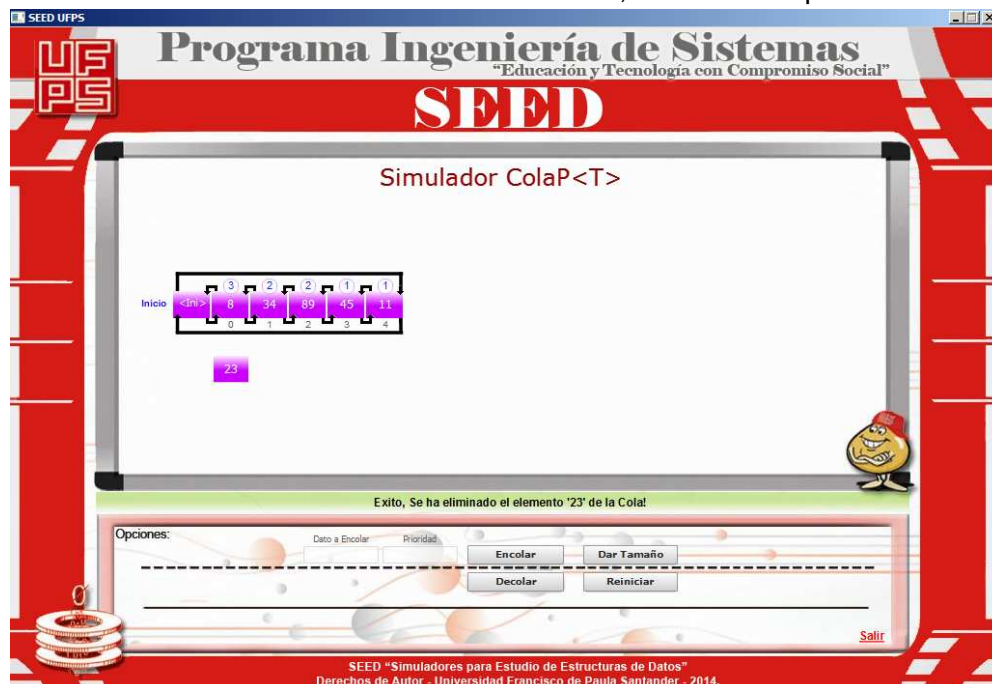 SEED UFPS
UFPS
Programa Ingeniería de Sistemas
“Educación y Tecnología con Compromiso Social”
SEED
Simulador ColaP<T>
3 2 2 1 1
Inicio <Ini> 8 34 89 45 11
0 1 2 3 4
23
Exito, Se ha eliminado el elemento '23' de la Cola!
Opciones:
Dato a Encolar Prioridad
Encolar Dar Tamaño
Decolar Reiniciar
Salir
SEED “Simuladores para Estudio de Estructuras de Datos”
Derechos de Autor - Universidad Francisco de Paula Santander - 2014.